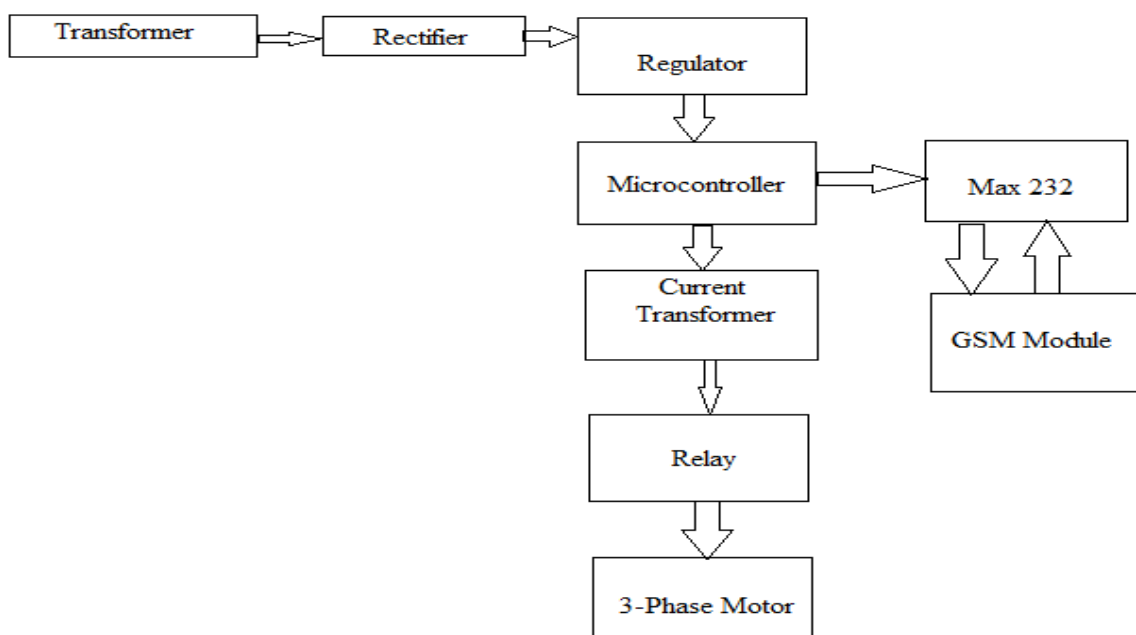 Transformer
Rectifier
Regulator
Microcontroller
Max 232
Current
Transformer
GSM Module
Relay
3-Phase Motor